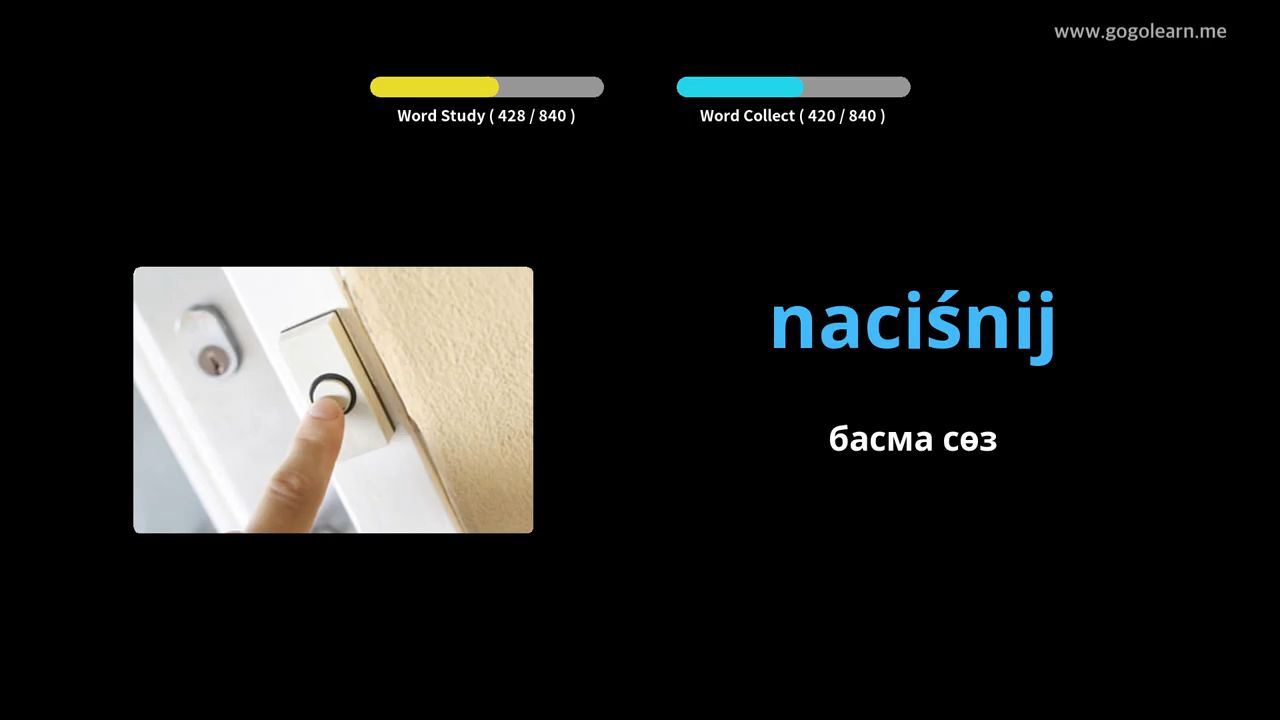 www.gogolearn.me
Word Study ( 428 / 840 )
Word Collect ( 420 / 840 )
naciśnij
басма сөз